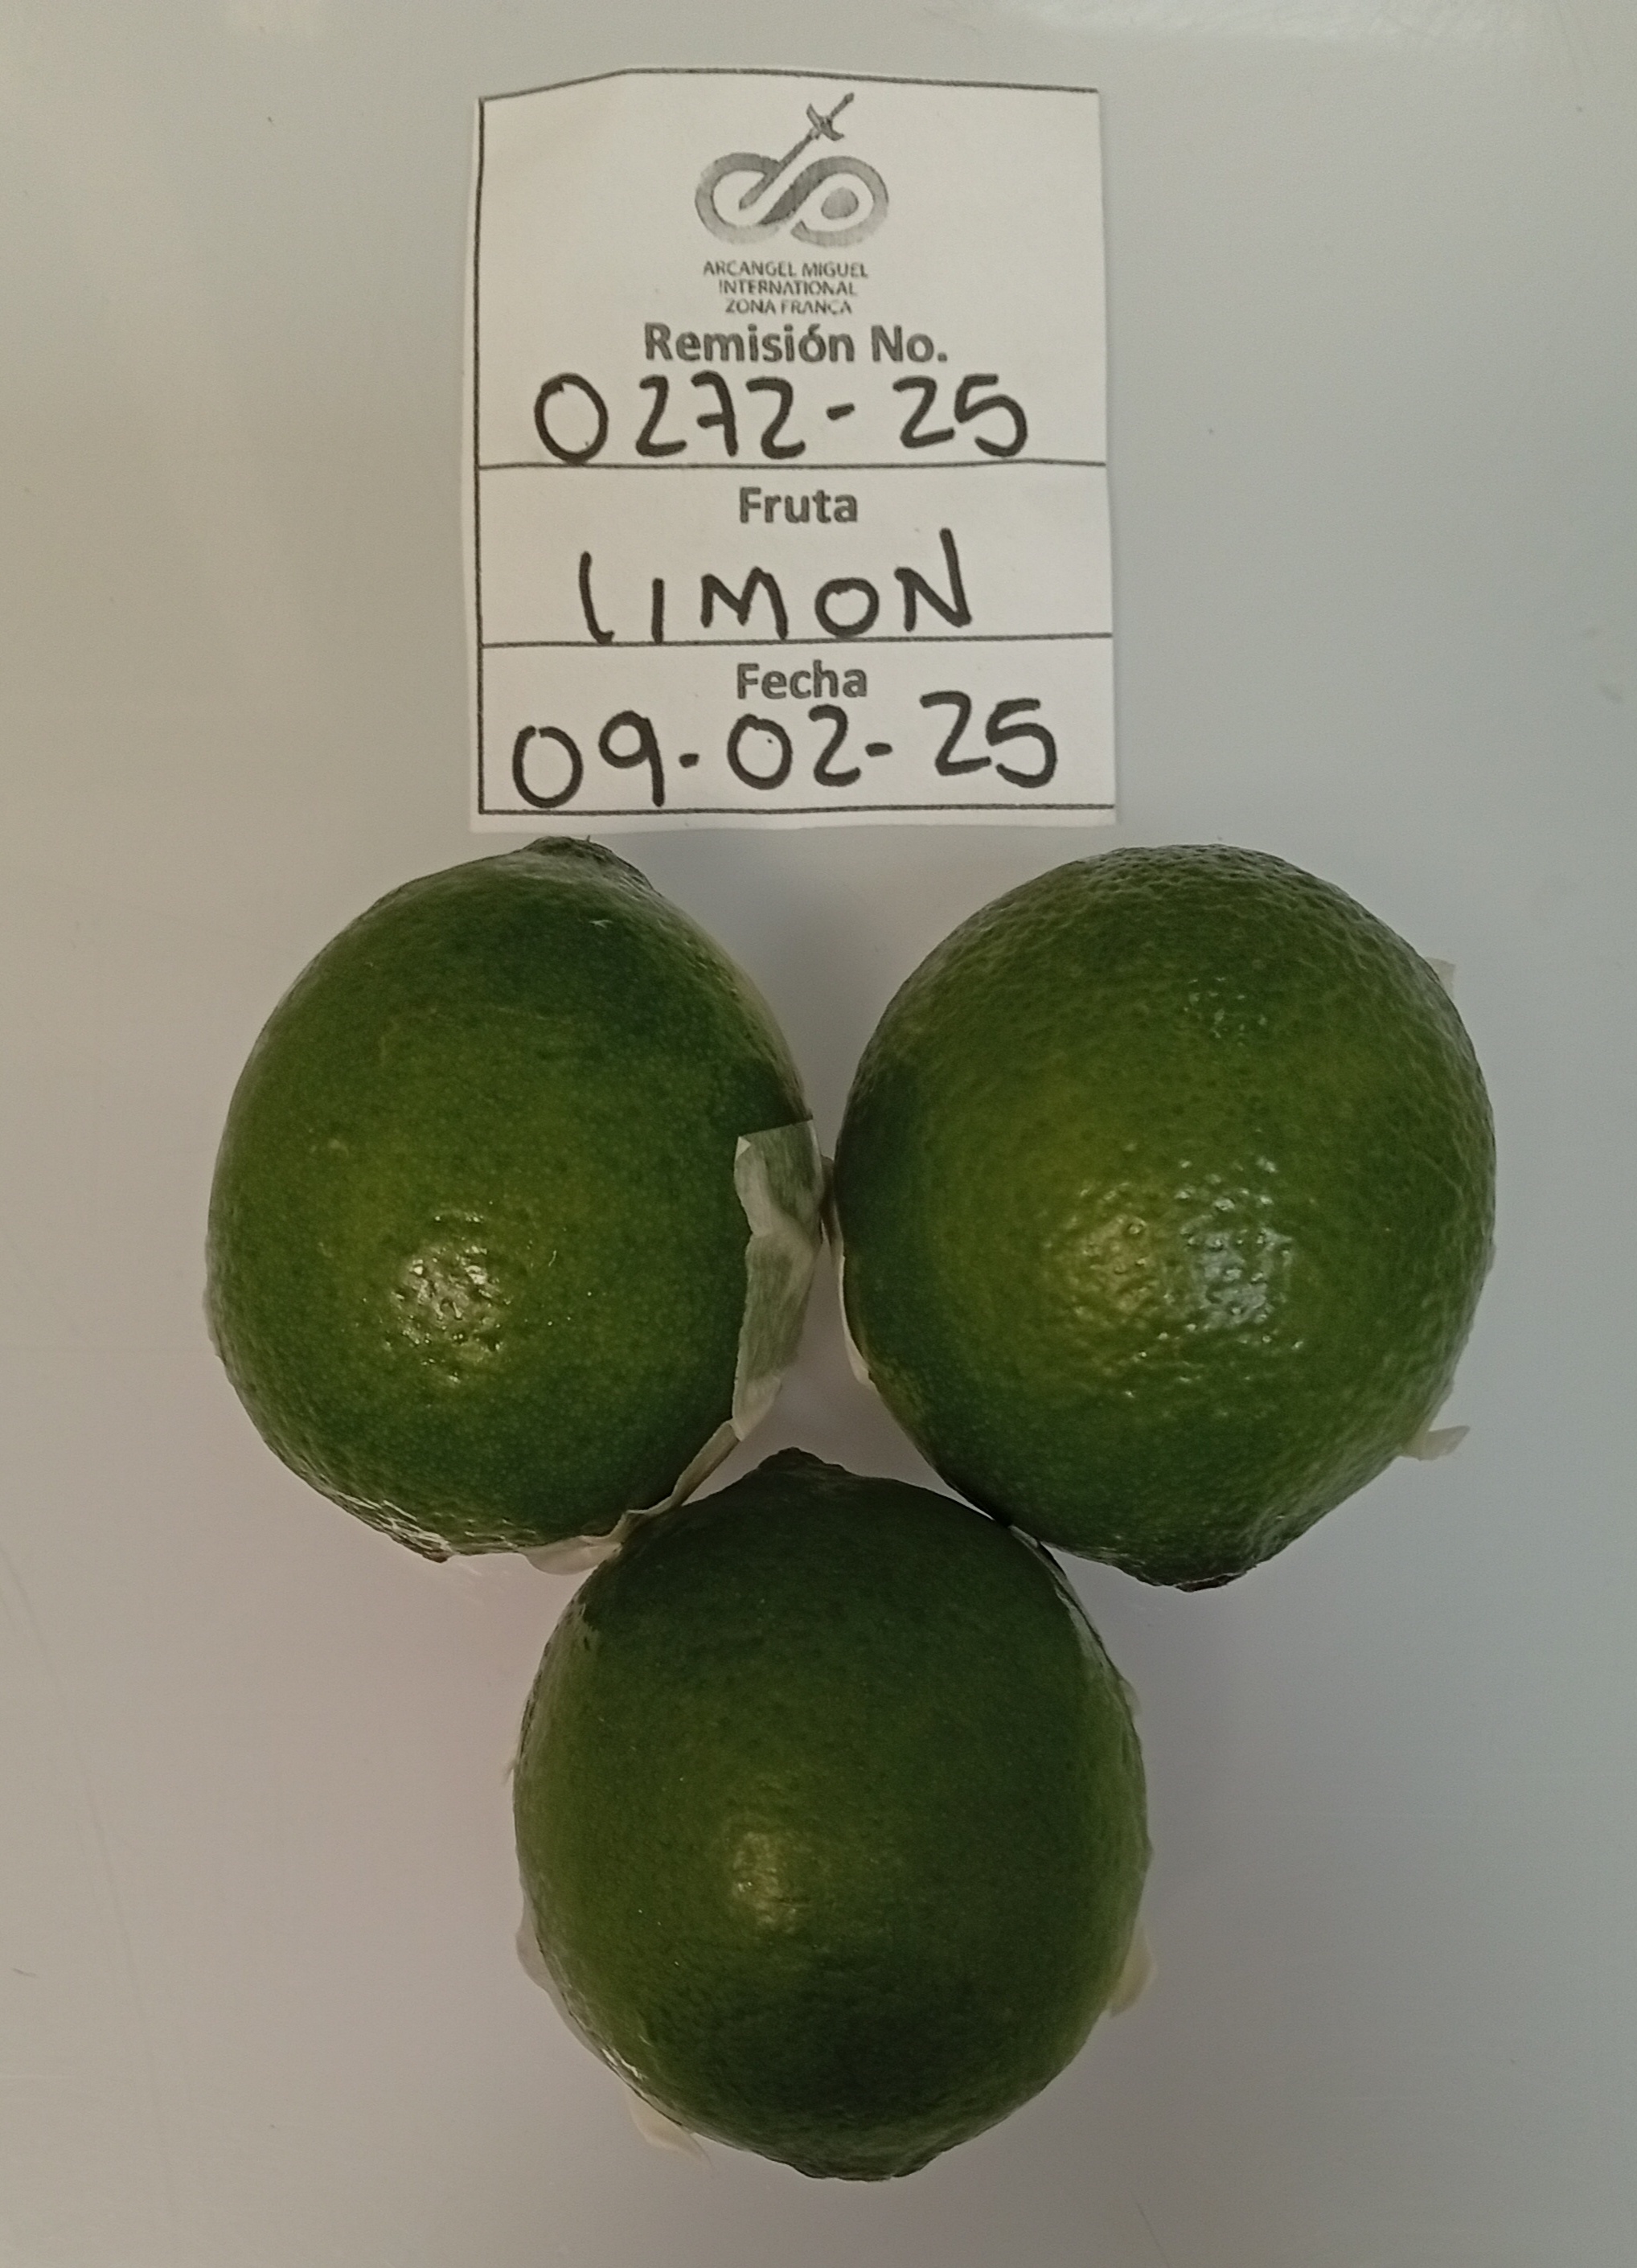 ARCANGEL MIGUEL
INTERNATIONAL
ZONA FRANCA
Remisión No.
0272-25
Fruta
LIMON
Fecha
09-02-25